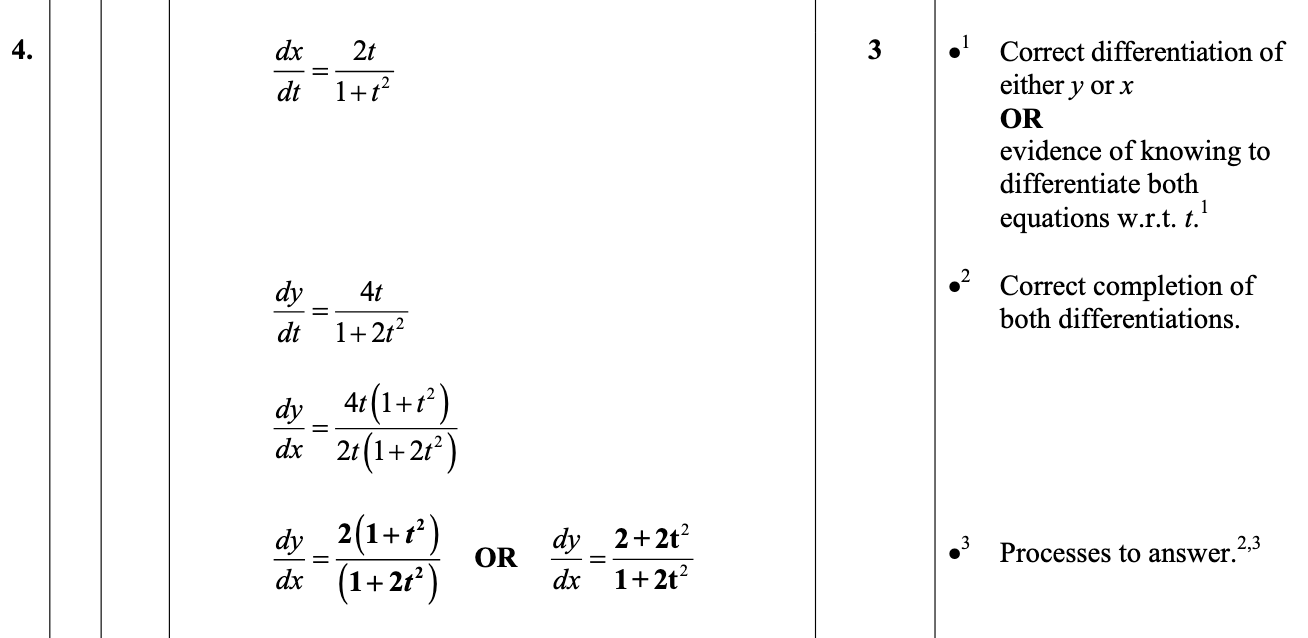 4.
dx/dt = 2t/(1+t²)
3
•¹ Correct differentiation of
either y or x
OR
evidence of knowing to
differentiate both
equations w.r.t. t.¹
dy/dt = 4t/(1+2t²)
•² Correct completion of
both differentiations.
dy/dx = 4t(1+t²)/2t(1+2t²)
dy/dx = 2(1+t²)/(1+2t²) OR dy/dx = (2+2t²)/(1+2t²)
•³ Processes to answer.²,³